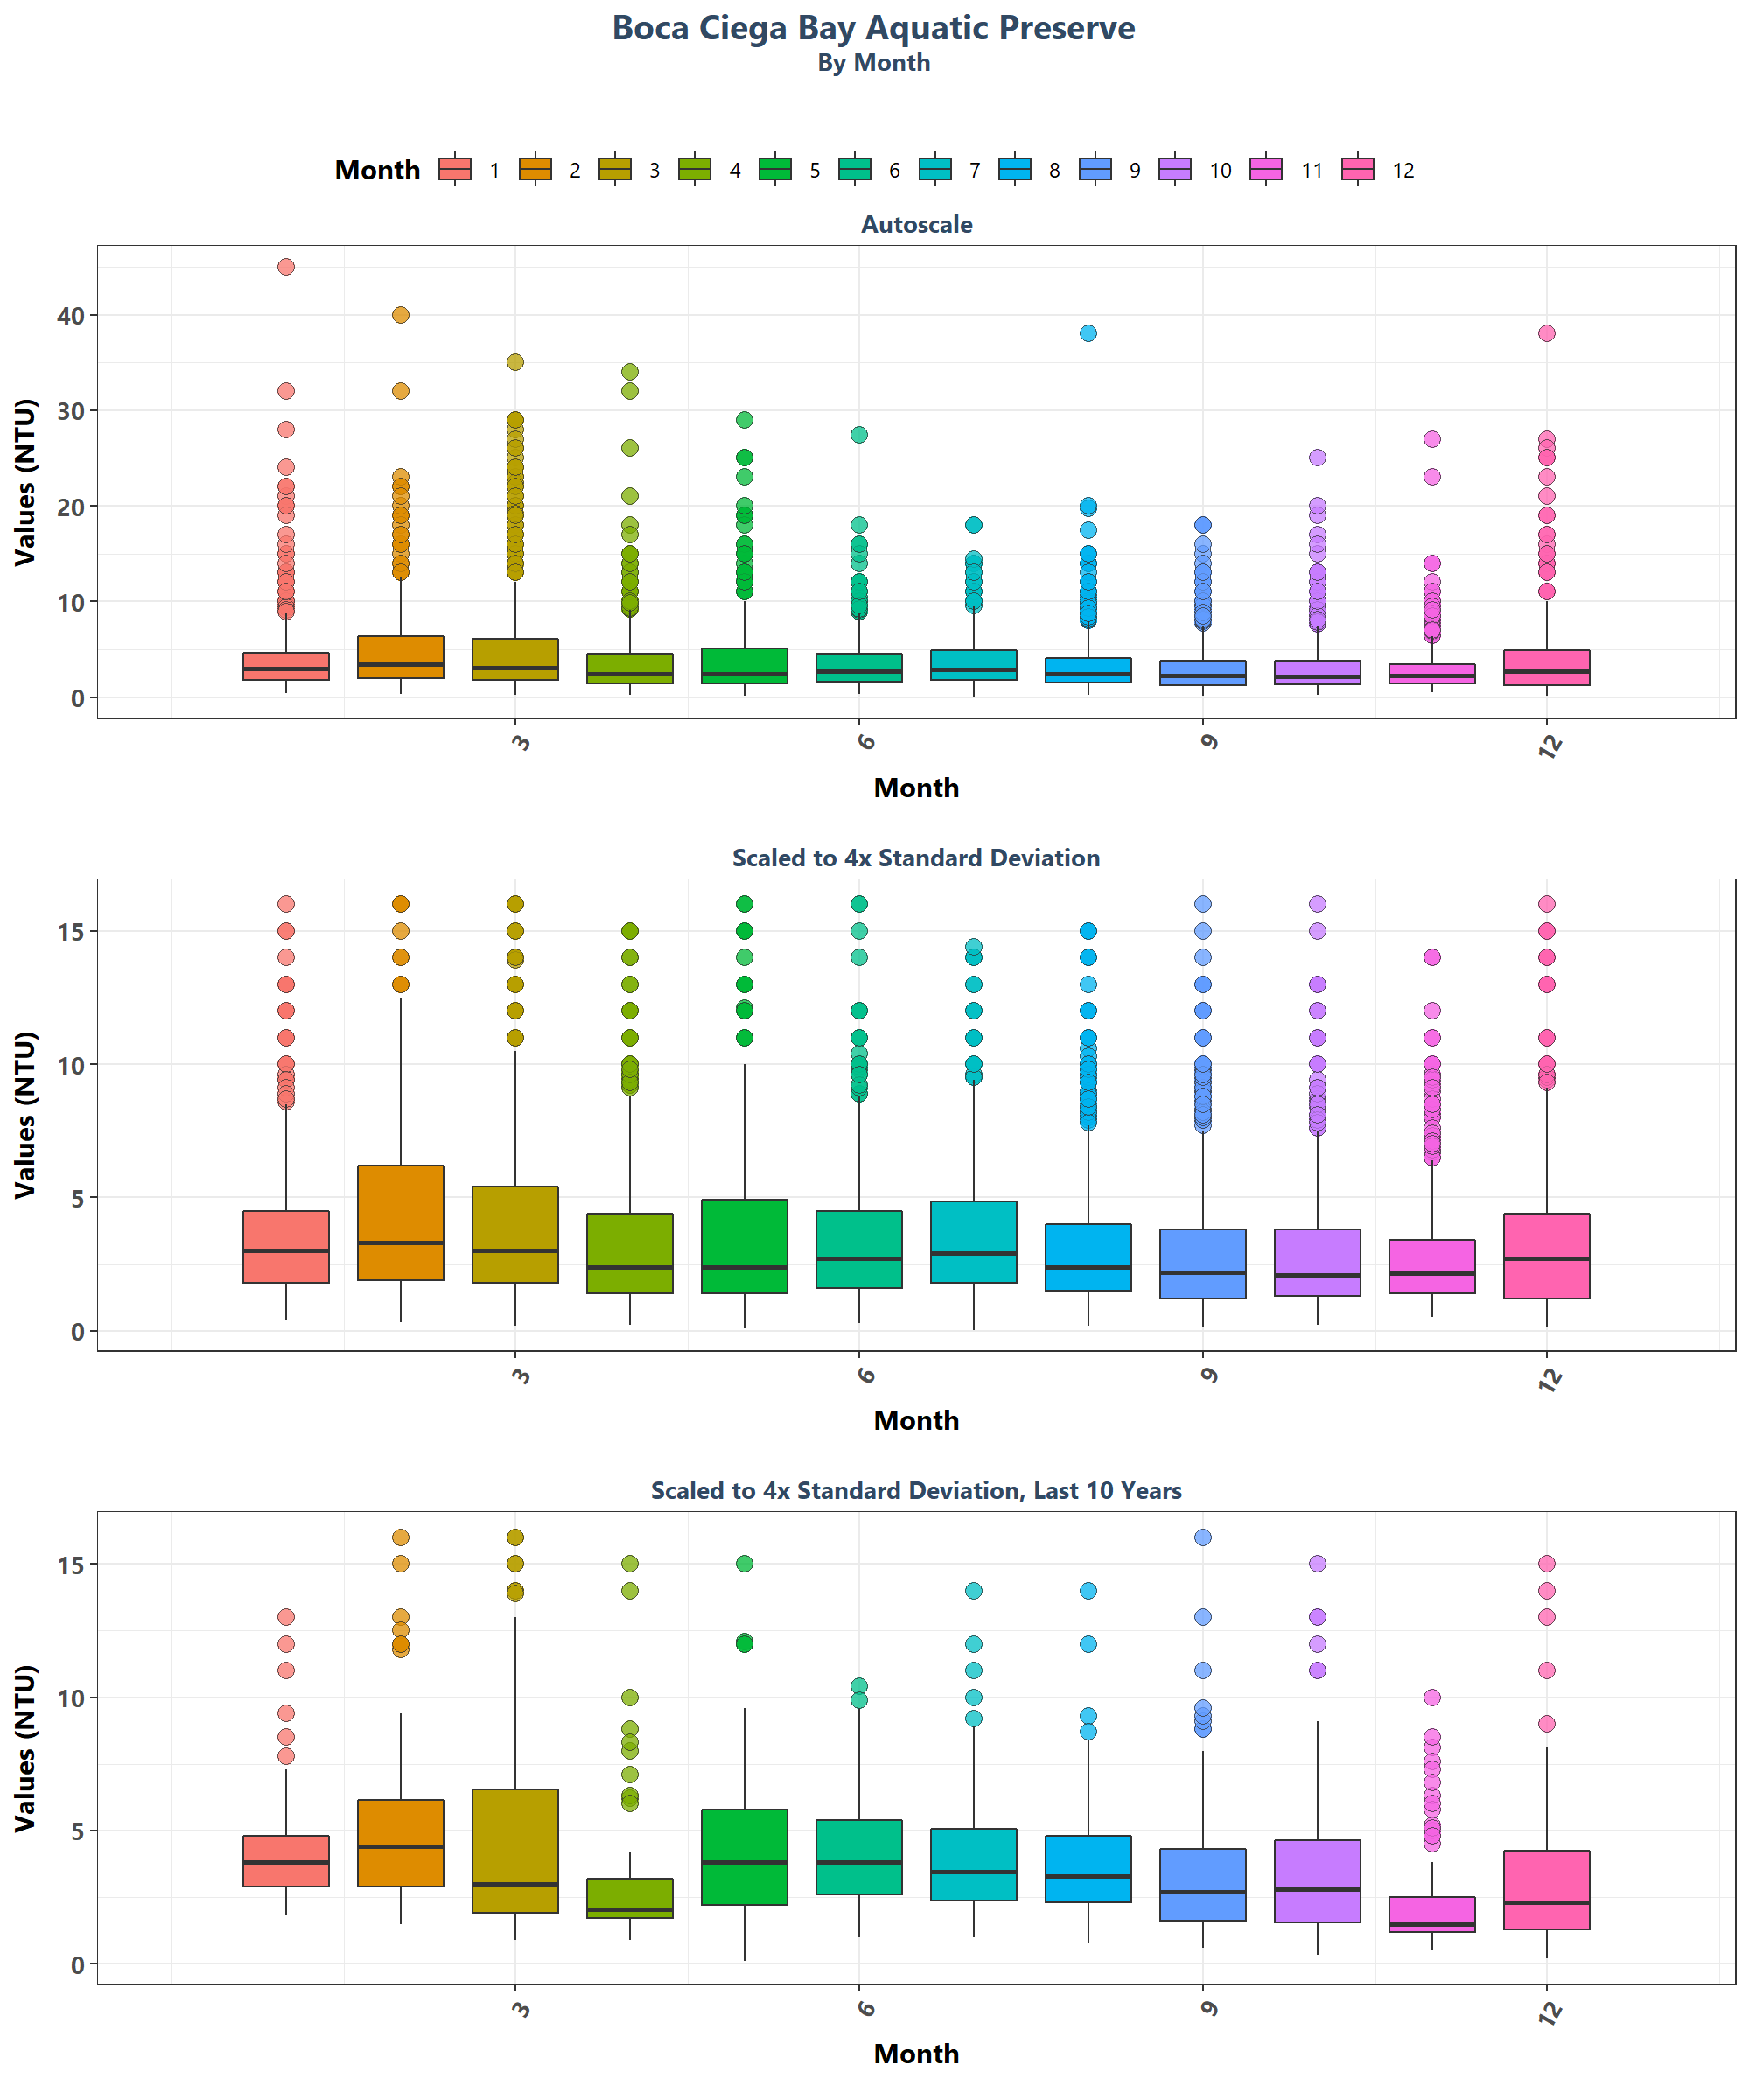 Boca Ciega Bay Aquatic Preserve
By Month
Month 1 2 3 4 5 6 7 8 9 10 11 12
Autoscale
Values (NTU)
40
30
20
10
0
3 6 9 12
Month
Scaled to 4x Standard Deviation
Values (NTU)
15
10
5
0
3 6 9 12
Month
Scaled to 4x Standard Deviation, Last 10 Years
Values (NTU)
15
10
5
0
3 6 9 12
Month